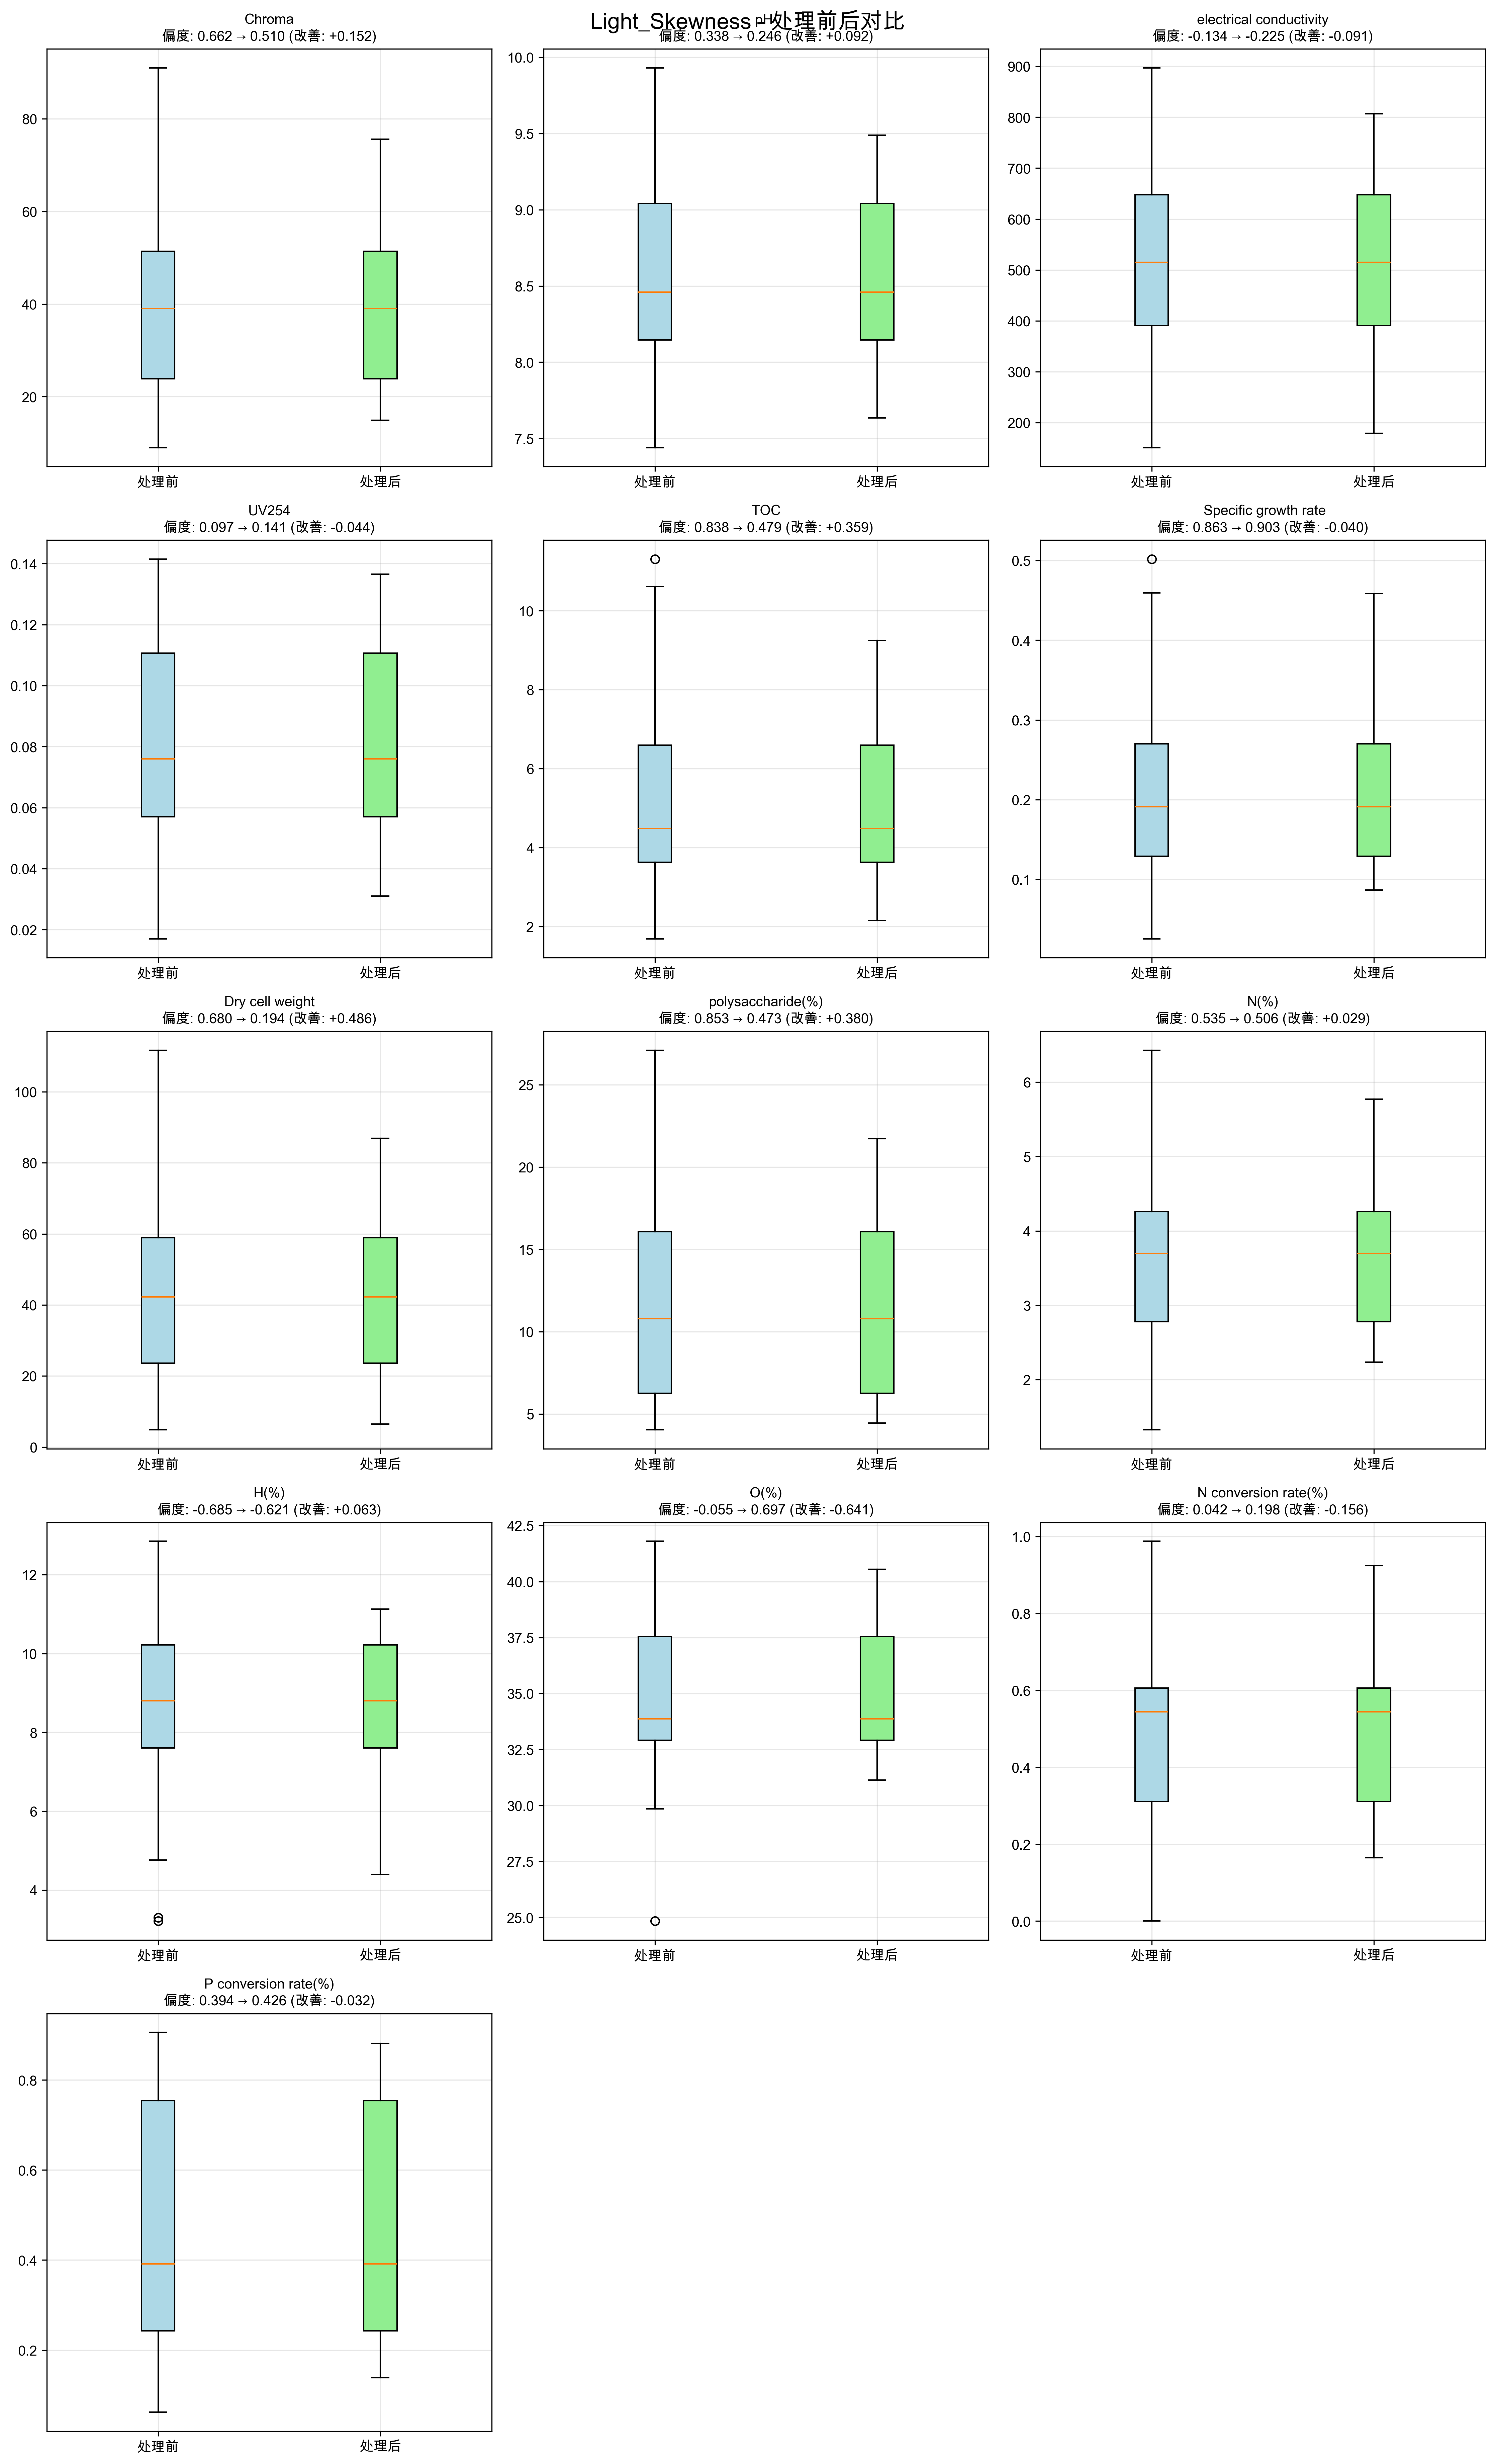 Light_Skewness - 处理前后对比
Chroma
偏度: 0.662 → 0.510 (改善: +0.152)
80
60
40
20
处理前
处理后
pH
偏度: 0.338 → 0.246 (改善: +0.092)
10.0
9.5
9.0
8.5
8.0
7.5
处理前
处理后
electrical conductivity
偏度: -0.134 → -0.225 (改善: -0.091)
900
800
700
600
500
400
300
200
处理前
处理后
UV254
偏度: 0.097 → 0.141 (改善: -0.044)
0.14
0.12
0.10
0.08
0.06
0.04
0.02
处理前
处理后
TOC
偏度: 0.838 → 0.479 (改善: +0.359)
10
8
6
4
2
处理前
处理后
Specific growth rate
偏度: 0.863 → 0.903 (改善: -0.040)
0.5
0.4
0.3
0.2
0.1
处理前
处理后
Dry cell weight
偏度: 0.680 → 0.194 (改善: +0.486)
100
80
60
40
20
0
处理前
处理后
polysaccharide(%)
偏度: 0.853 → 0.473 (改善: +0.380)
25
20
15
10
5
处理前
处理后
N(%)
偏度: 0.535 → 0.506 (改善: +0.029)
6
5
4
3
2
处理前
处理后
H(%)
偏度: -0.685 → -0.621 (改善: +0.063)
12
10
8
6
4
处理前
处理后
O(%)
偏度: -0.055 → 0.697 (改善: -0.641)
42.5
40.0
37.5
35.0
32.5
30.0
27.5
25.0
处理前
处理后
N conversion rate(%)
偏度: 0.042 → 0.198 (改善: -0.156)
1.0
0.8
0.6
0.4
0.2
0.0
处理前
处理后
P conversion rate(%)
偏度: 0.394 → 0.426 (改善: -0.032)
0.8
0.6
0.4
0.2
处理前
处理后